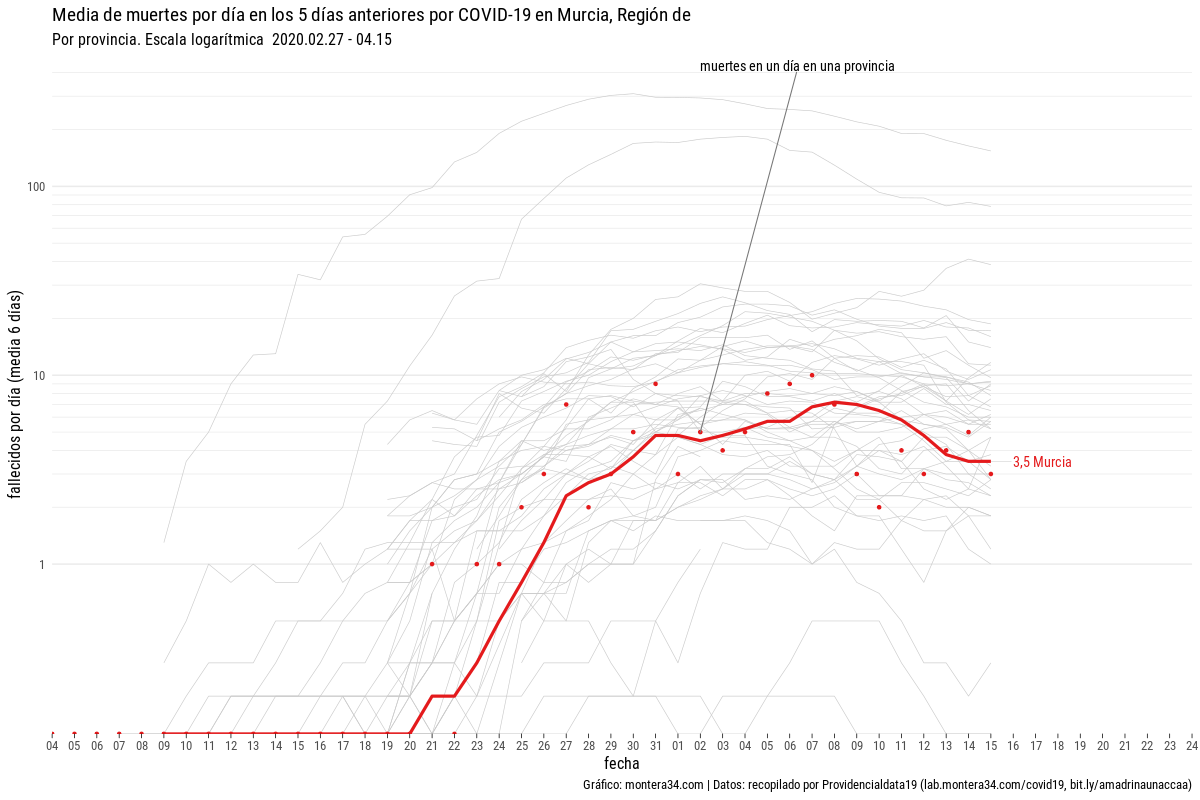 Media de muertes por día en los 5 días anteriores por COVID-19 en Murcia, Región de
Por provincia. Escala logarítmica  2020.02.27 - 04.15
muertes en un día en una provincia
100
10
1
fallecidos por día (media 6 días)
3,5 Murcia
04 05 06 07 08 09 10 11 12 13 14 15 16 17 18 19 20 21 22 23 24 25 26 27 28 29 30 31 01 02 03 04 05 06 07 08 09 10 11 12 13 14 15 16 17 18 19 20 21 22 23 24
fecha
Gráfico: montera34.com | Datos: recopilado por Providencialdata19 (lab.montera34.com/covid19, bit.ly/amadrinaunaccaa)